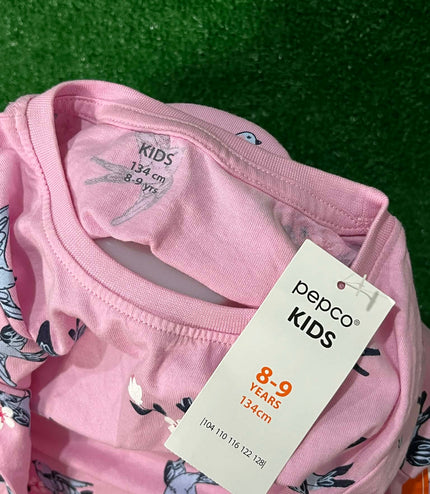 KIDS
134 cm
8-9 yrs
pepco®
KIDS
8-9
YEARS
134cm
|104 110 116 122 128|